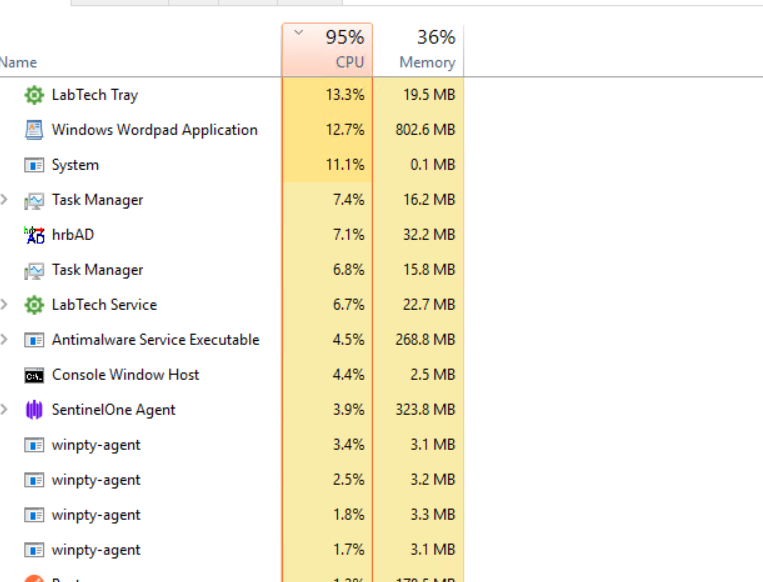 95% 36%
Name CPU Memory
LabTech Tray 13.3% 19.5 MB
Windows Wordpad Application 12.7% 802.6 MB
System 11.1% 0.1 MB
Task Manager 7.4% 16.2 MB
hrbAD 7.1% 32.2 MB
Task Manager 6.8% 15.8 MB
LabTech Service 6.7% 22.7 MB
Antimalware Service Executable 4.5% 268.8 MB
Console Window Host 4.4% 2.5 MB
SentinelOne Agent 3.9% 323.8 MB
winpty-agent 3.4% 3.1 MB
winpty-agent 2.5% 3.2 MB
winpty-agent 1.8% 3.3 MB
winpty-agent 1.7% 3.1 MB